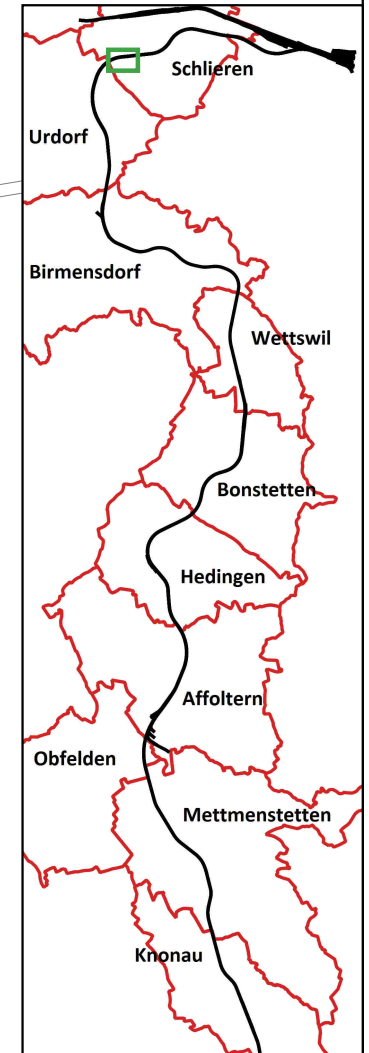 Schlieren
Urdorf
Birmensdorf
Wettswil
Bonstetten
Hedingen
Affoltern
Obfelden
Mettmenstetten
Knonau